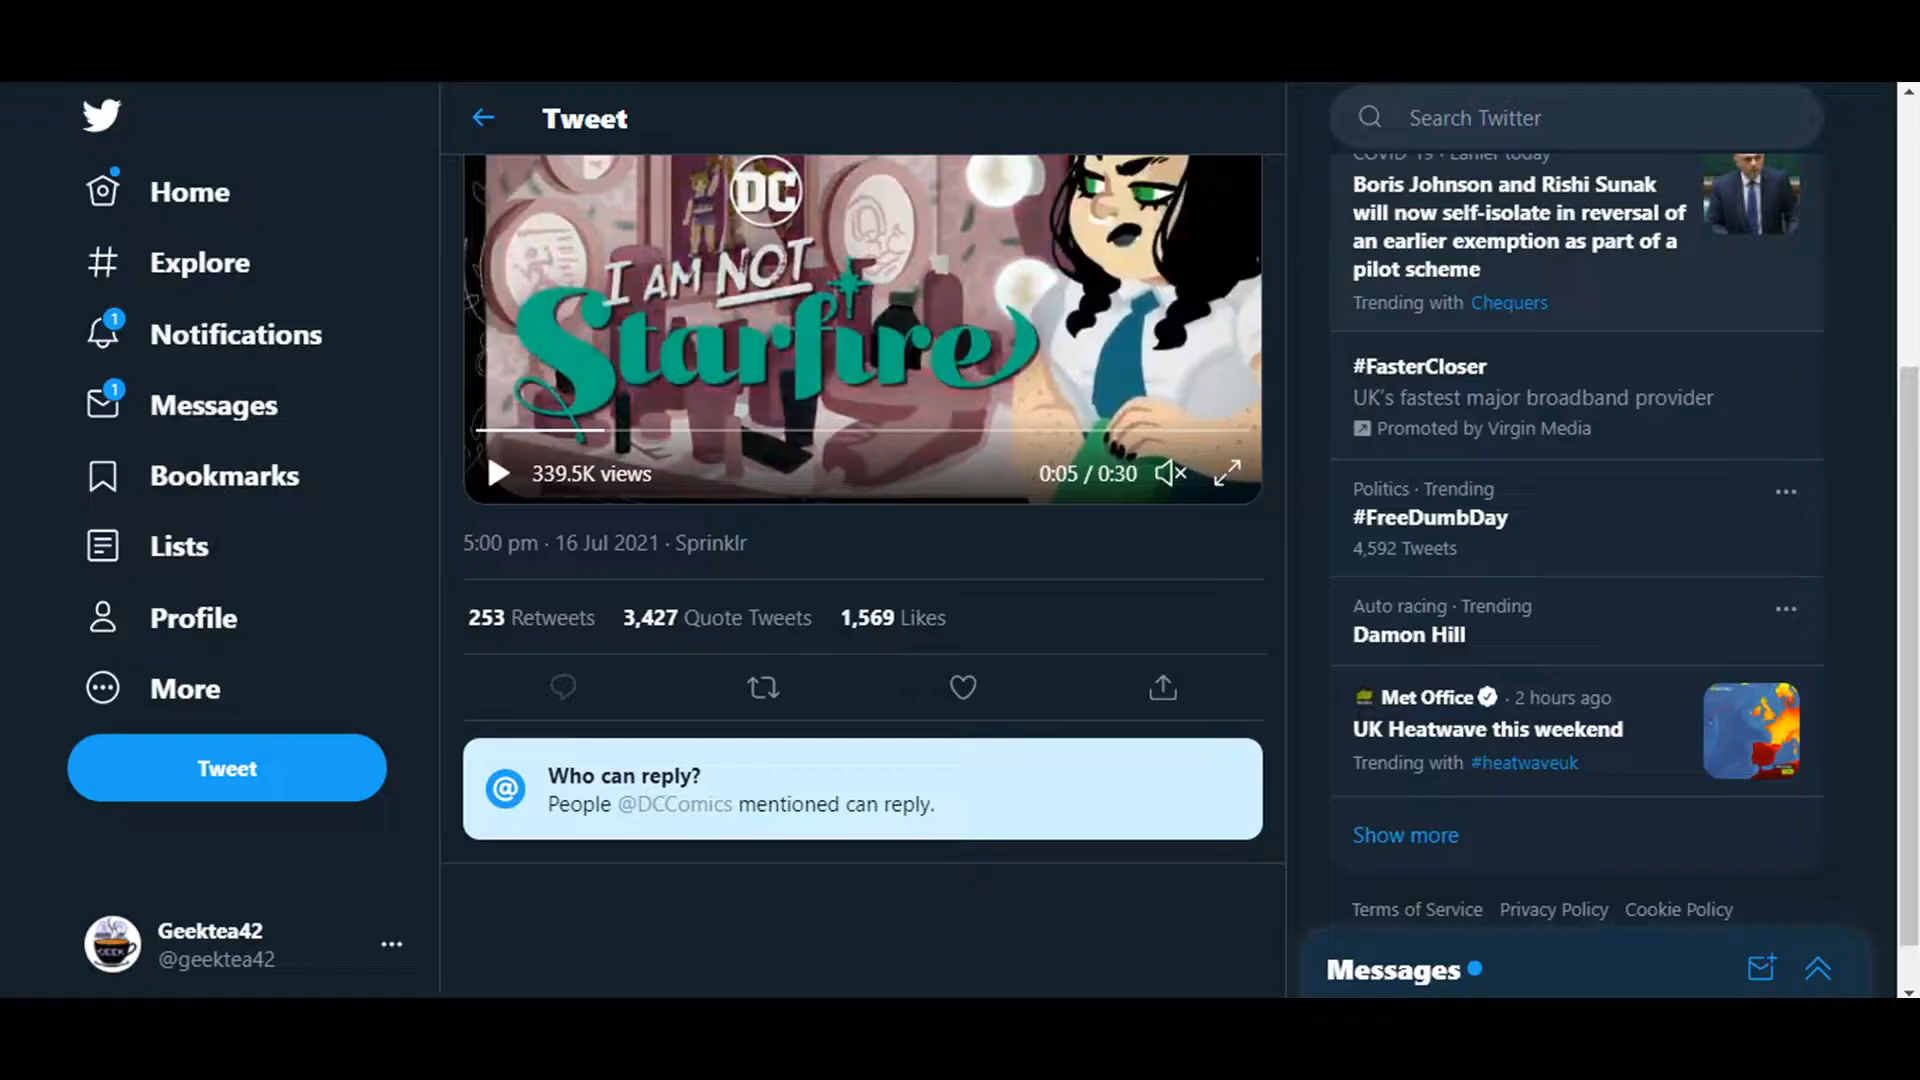 Home
Explore
1
Notifications
1
Messages
Bookmarks
Lists
Profile
More
Tweet
Geektea42
@geektea42
Tweet
DC
I AM NOT
Starfire
339.5K views
0:05 / 0:30
5:00 pm · 16 Jul 2021 · Sprinklr
253 Retweets 3,427 Quote Tweets 1,569 Likes
Who can reply?
People @DCComics mentioned can reply.
Search Twitter
COVID-19 · Earlier today
Boris Johnson and Rishi Sunak
will now self-isolate in reversal of
an earlier exemption as part of a
pilot scheme
Trending with Chequers
#FasterCloser
UK's fastest major broadband provider
Promoted by Virgin Media
Politics · Trending
#FreeDumbDay
4,592 Tweets
Auto racing · Trending
Damon Hill
Met Office · 2 hours ago
UK Heatwave this weekend
Trending with #heatwaveuk
Show more
Terms of Service Privacy Policy Cookie Policy
Messages